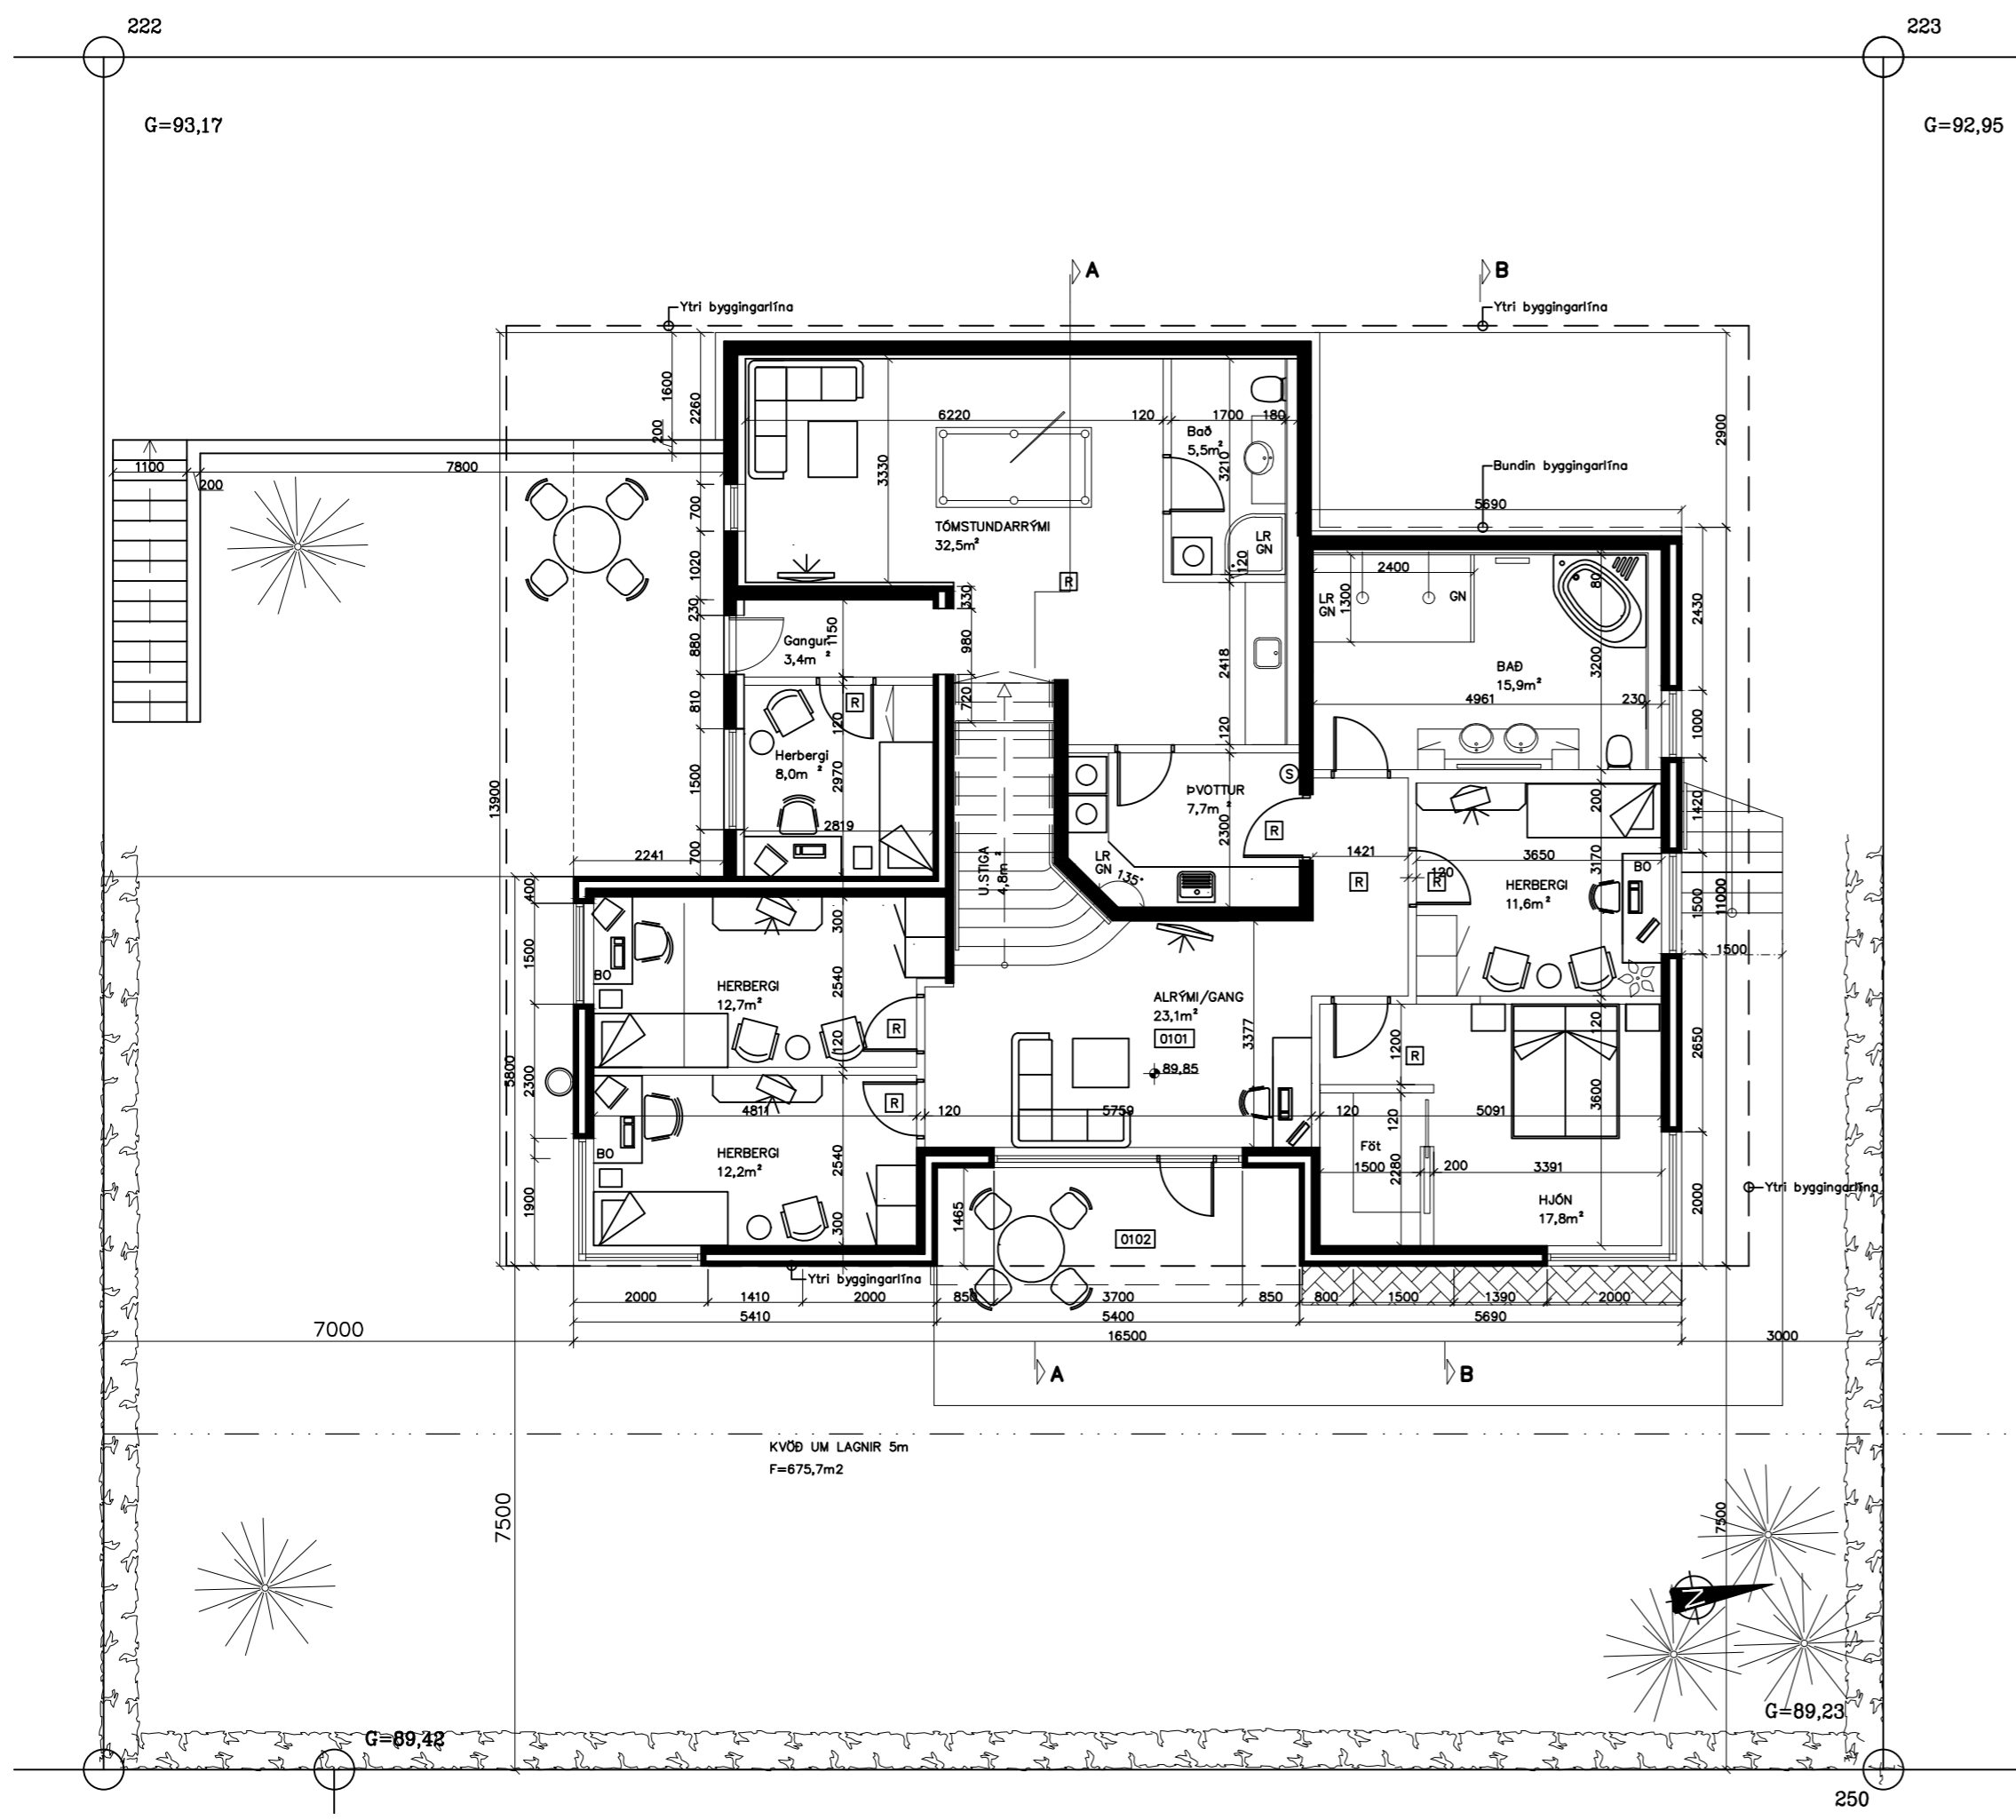 222
223
G=93,17
G=92,95
A
B
Ytri byggingarlína
Ytri byggingarlína
1600
2260
200
2900
6220
120
1700
180
Bað
5,5m²
3330
3210
1100
7800
200
Bundin byggingarlína
5690
700
TÓMSTUNDARRÝMI
32,5m²
LR
GN
120
1020
R
330
2400
80
LR
GN
1300
GN
2430
230
Gangur
3,4m ²
1150
880
980
2418
3200
BAÐ
15,9m²
4961
230
810
R
720
120
120
1000
13900
1500
Herbergi
8,0m ²
2970
2819
S
ÞVOTTUR
7,7m ²
2300
R
200
1420
700
2241
U.STIGA
4,8m ²
LR
GN
135°
1421
120
3650
3170
BO
R
R
HERBERGI
11,6m²
400
300
1500
11000
1500
1500
BO
HERBERGI
12,7m²
2540
R
ALRÝMI/GANG
23,1m²
0101
89,85
3377
120
120
1200
R
2650
5800
2300
R
4811
120
5759
120
120
5091
3600
BO
HERBERGI
12,2m²
2540
Föt
1500
2280
200
3391
HJÓN
17,8m²
Ytri byggingarlína
2000
1900
300
1465
0102
Ytri byggingarlína
2000
1410
2000
850
3700
850
800
1500
1390
2000
5410
5400
5690
7000
16500
3000
A
B
KVÖÐ UM LAGNIR 5m
F=675,7m2
7500
7500
N
G=89,23
G=89,42
250